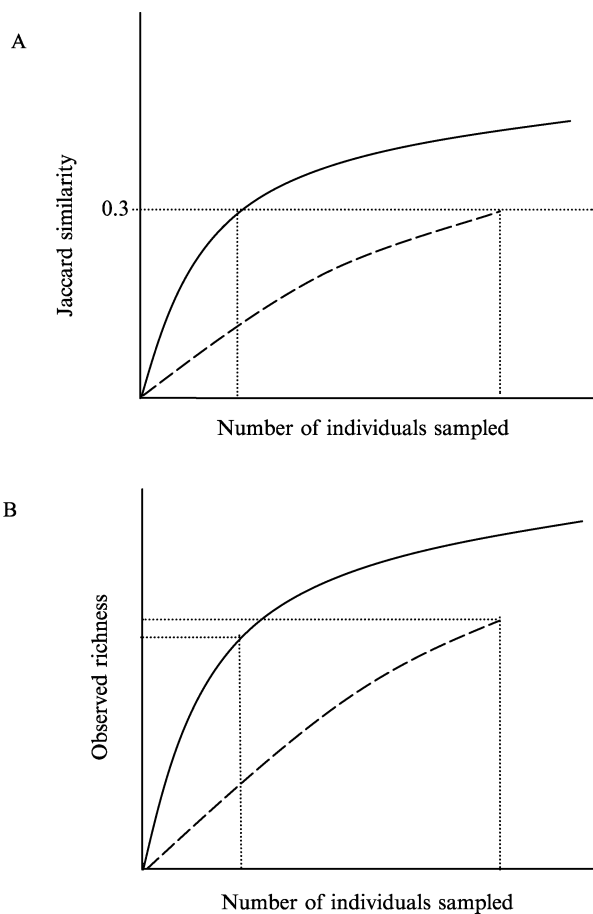 A
Jaccard similarity
0.3
Number of individuals sampled
B
Observed richness
Number of individuals sampled